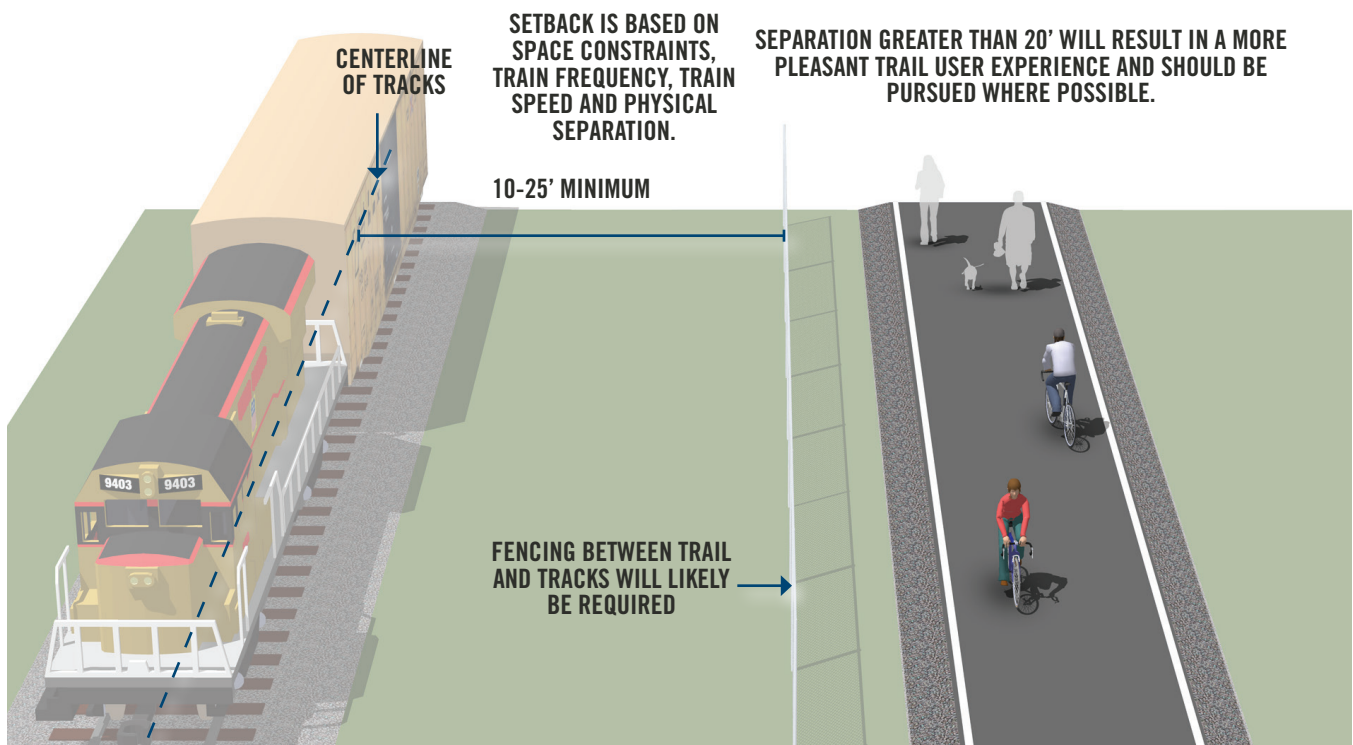 CENTERLINE
OF TRACKS
SETBACK IS BASED ON
SPACE CONSTRAINTS,
TRAIN FREQUENCY, TRAIN
SPEED AND PHYSICAL
SEPARATION.
SEPARATION GREATER THAN 20’ WILL RESULT IN A MORE
PLEASANT TRAIL USER EXPERIENCE AND SHOULD BE
PURSUED WHERE POSSIBLE.
10-25’ MINIMUM
9403 9403
FENCING BETWEEN TRAIL
AND TRACKS WILL LIKELY
BE REQUIRED